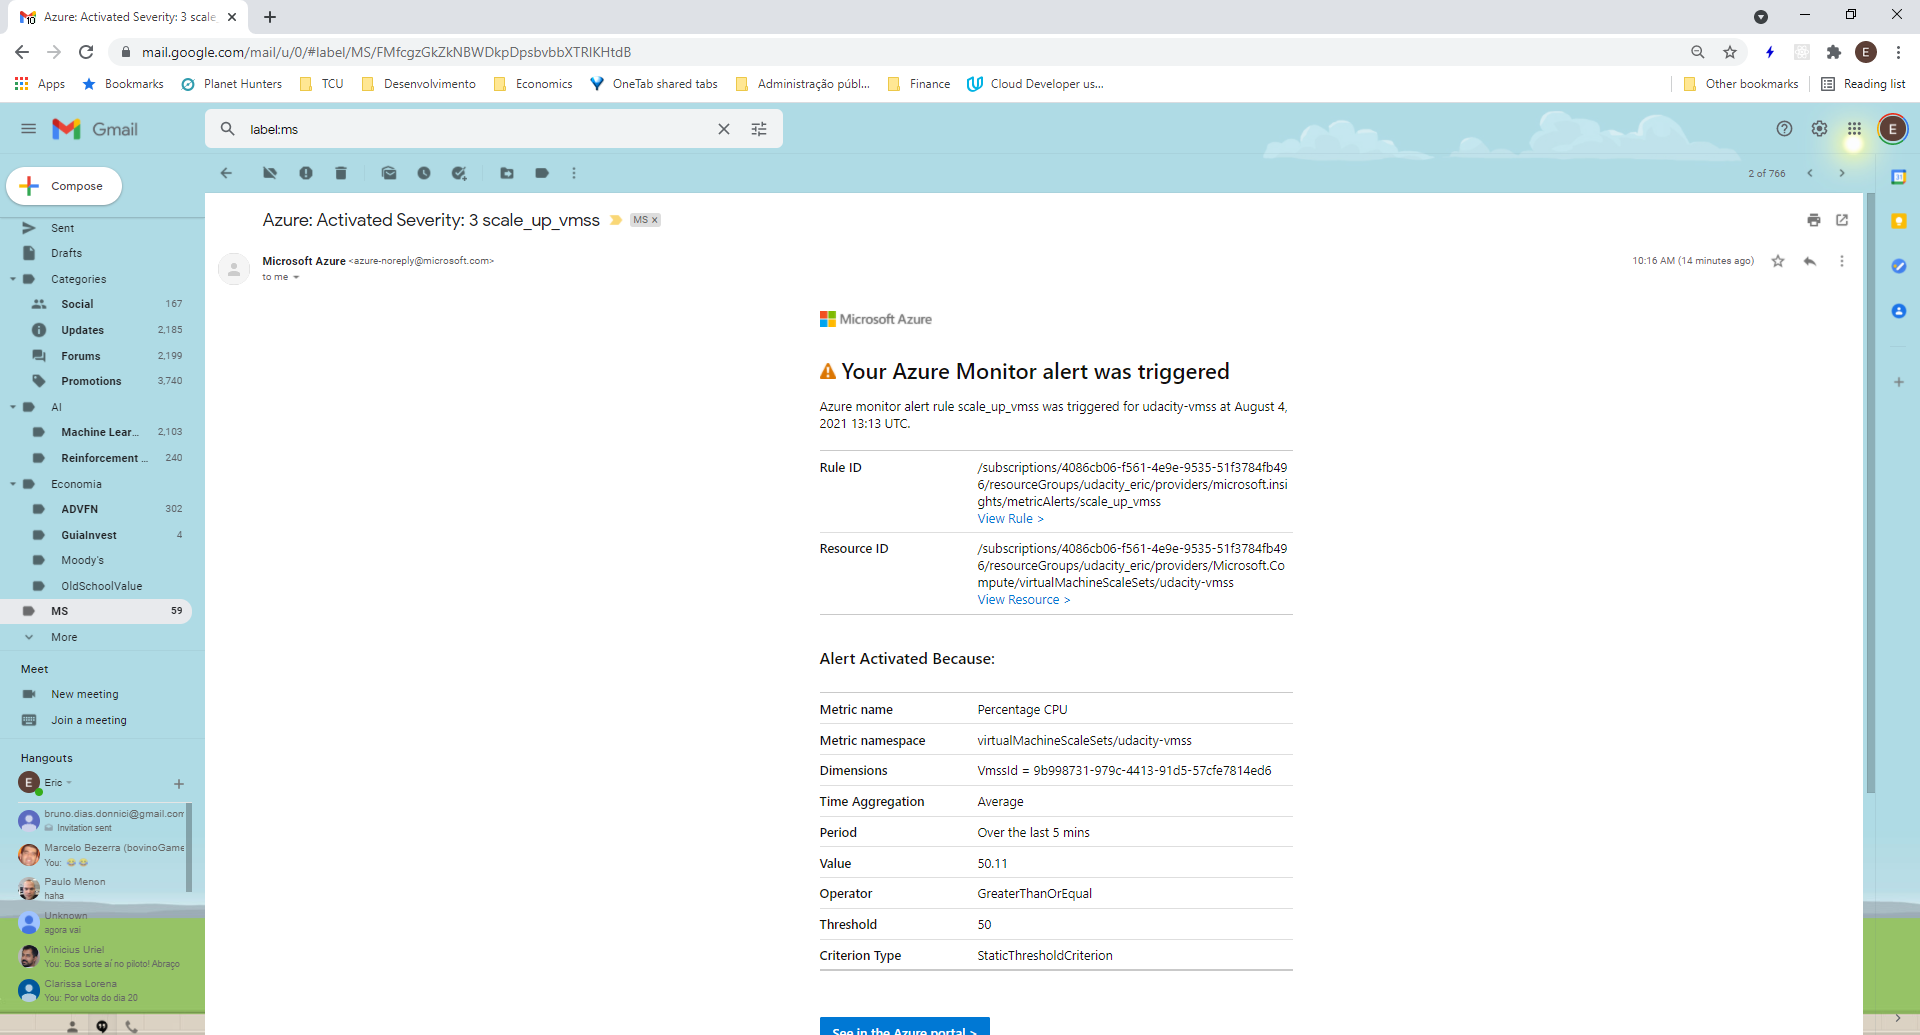 Azure: Activated Severity: 3 scale
mail.google.com/mail/u/0/#label/MS/FMfcgzGkZkNBWDkpDpsbvbbXTRlKHtdB
E
Apps Bookmarks Planet Hunters TCU Desenvolvimento Economics OneTab shared tabs Administração públ... Finance Cloud Developer us... Other bookmarks Reading list
Gmail
label:ms
E
Compose
2 of 766
Azure: Activated Severity: 3 scale_up_vmss MS x
Microsoft Azure <azure-noreply@microsoft.com>
to me
10:16 AM (14 minutes ago)
Sent
Drafts
Categories
Social 167
Updates 2,185
Forums 2,199
Promotions 3,740
AI
Machine Lear... 2,103
Reinforcement ... 240
Economia
ADVFN 302
GuiaInvest 4
Moody's
OldSchoolValue
MS 59
More
Meet
New meeting
Join a meeting
Hangouts
E Eric
bruno.dias.donnici@gmail.com
Invitation sent
Marcelo Bezerra (bovinoGame
You: 😂😂
Paulo Menon
haha
Unknown
agora vai
Vinicius Uriel
You: Boa sorte aí no piloto! Abraço
Clarissa Lorena
You: Por volta do dia 20
Microsoft Azure
Your Azure Monitor alert was triggered
Azure monitor alert rule scale_up_vmss was triggered for udacity-vmss at August 4,
2021 13:13 UTC.
Rule ID /subscriptions/4086cb06-f561-4e9e-9535-51f3784fb49
6/resourceGroups/udacity_eric/providers/microsoft.insi
ghts/metricAlerts/scale_up_vmss
View Rule >
Resource ID /subscriptions/4086cb06-f561-4e9e-9535-51f3784fb49
6/resourceGroups/udacity_eric/providers/Microsoft.Co
mpute/virtualMachineScaleSets/udacity-vmss
View Resource >
Alert Activated Because:
Metric name Percentage CPU
Metric namespace virtualMachineScaleSets/udacity-vmss
Dimensions VmssId = 9b998731-979c-4413-91d5-57cfe7814ed6
Time Aggregation Average
Period Over the last 5 mins
Value 50.11
Operator GreaterThanOrEqual
Threshold 50
Criterion Type StaticThresholdCriterion
See in the Azure portal >